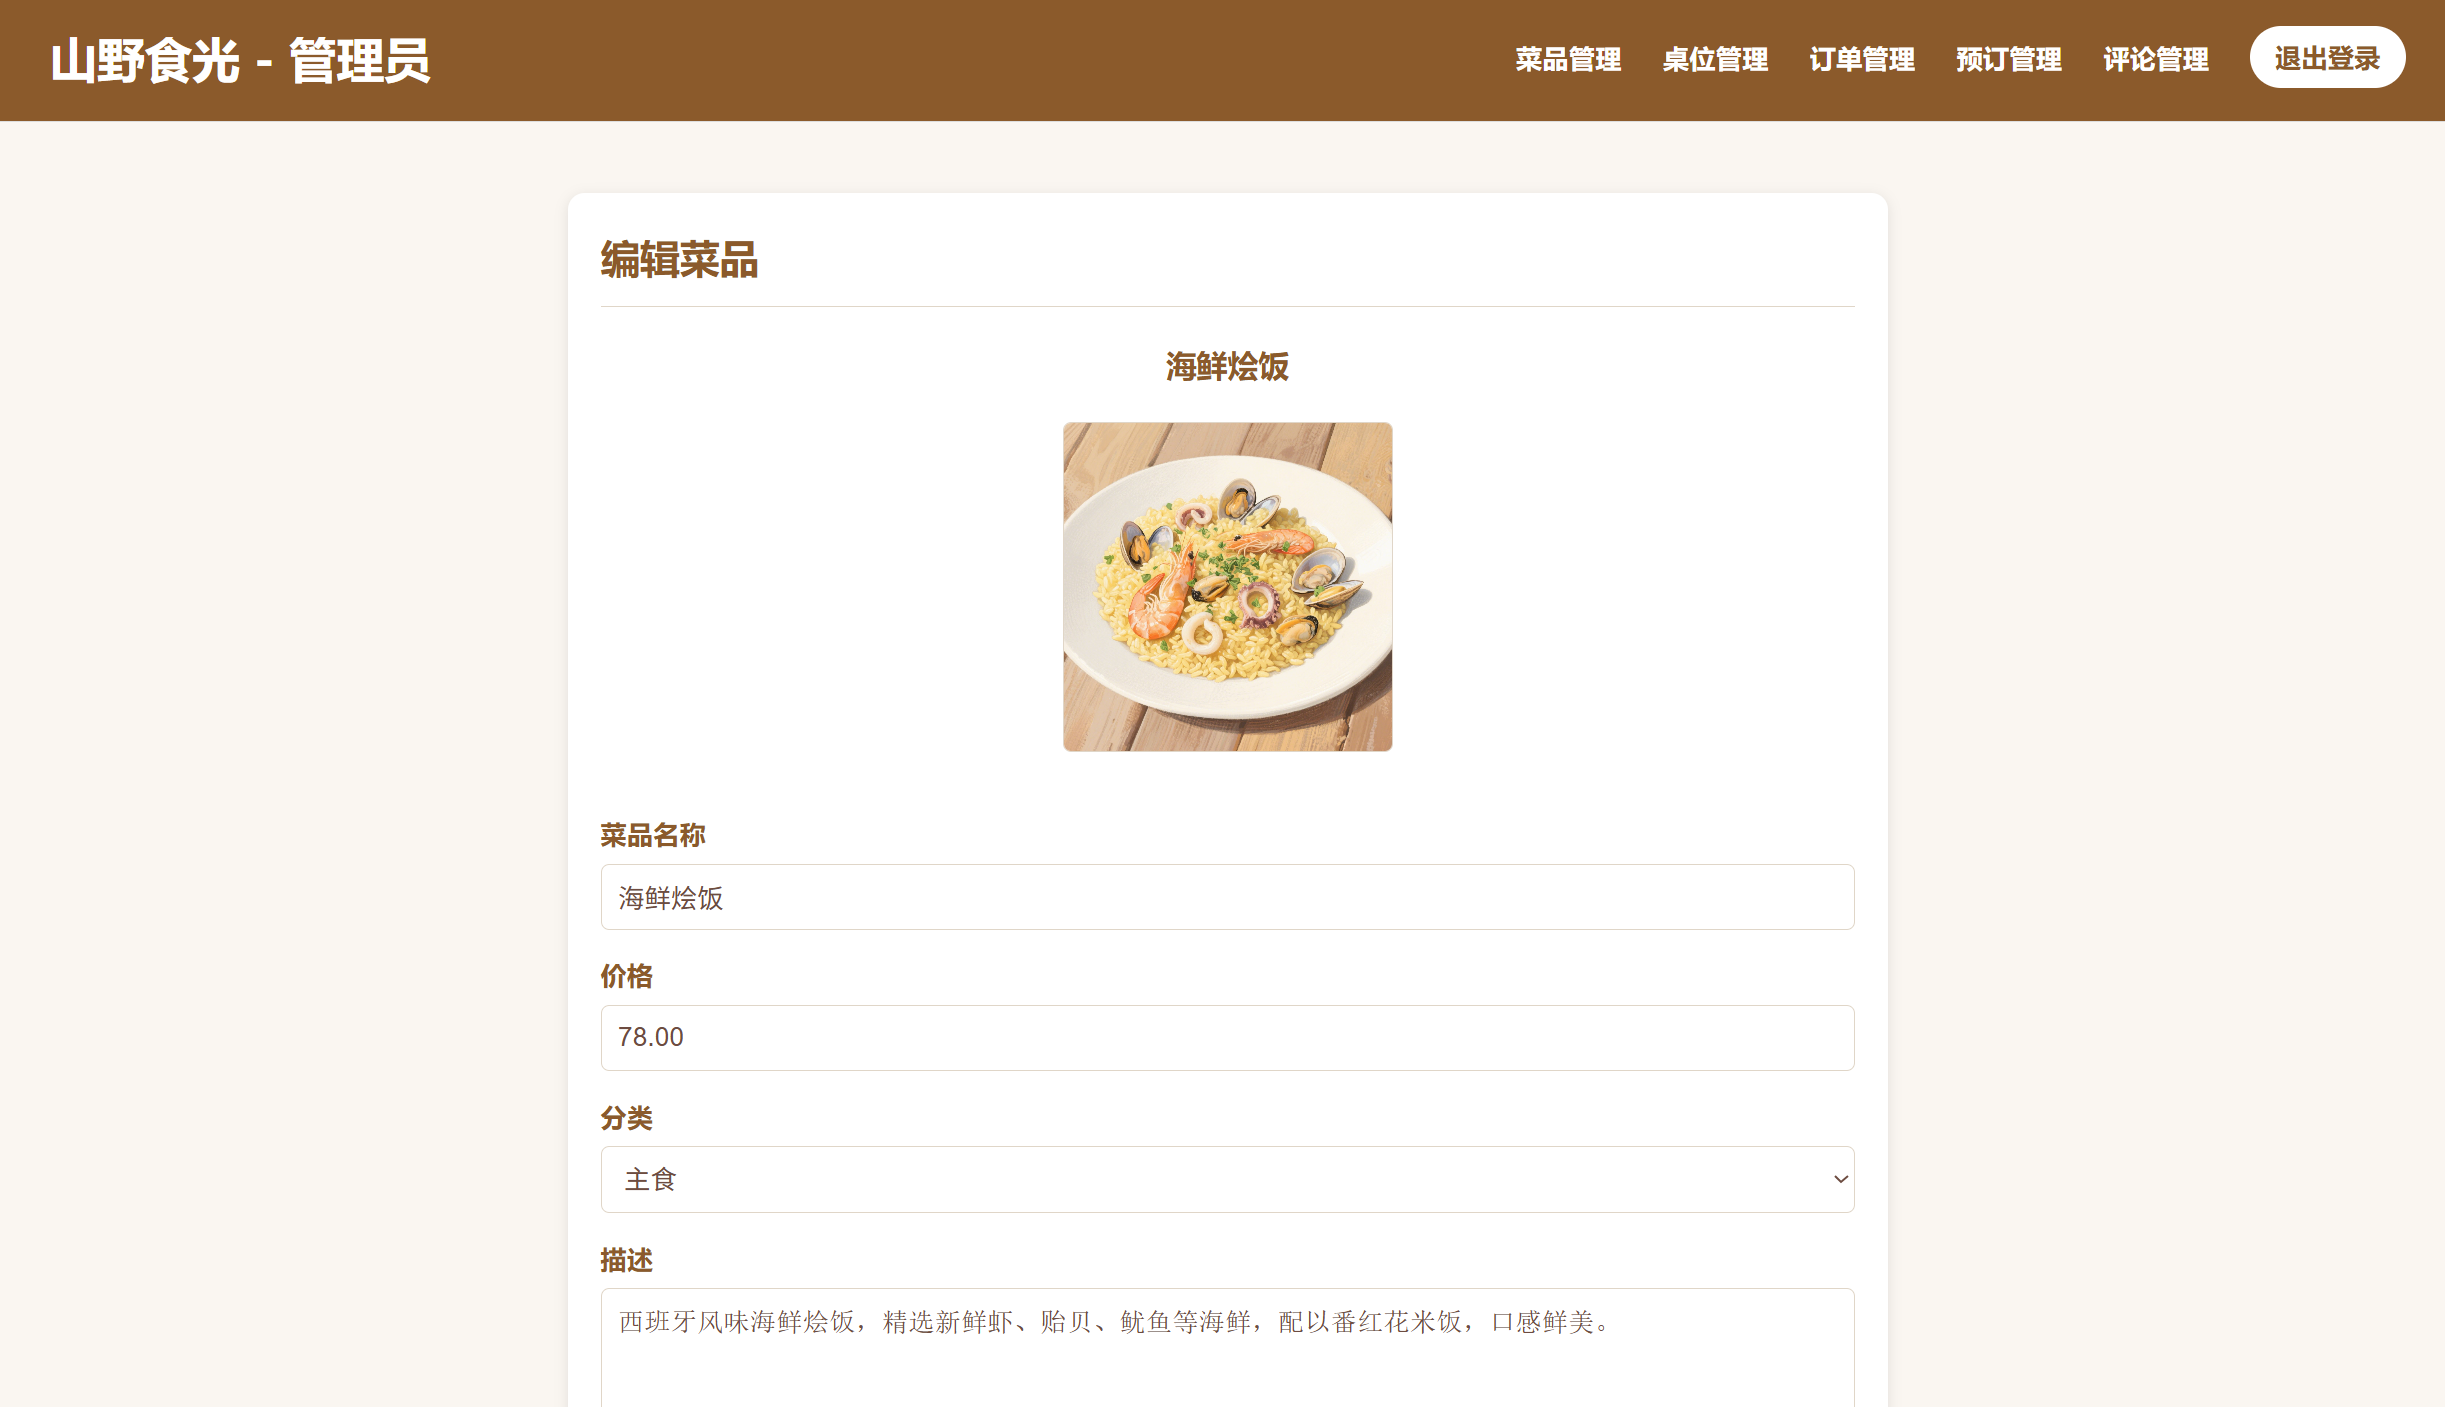 山野食光 - 管理员
菜品管理 桌位管理 订单管理 预订管理 评论管理 退出登录
编辑菜品
海鲜烩饭
菜品名称
海鲜烩饭
价格
78.00
分类
主食
描述
西班牙风味海鲜烩饭，精选新鲜虾、贻贝、鱿鱼等海鲜，配以番红花米饭，口感鲜美。